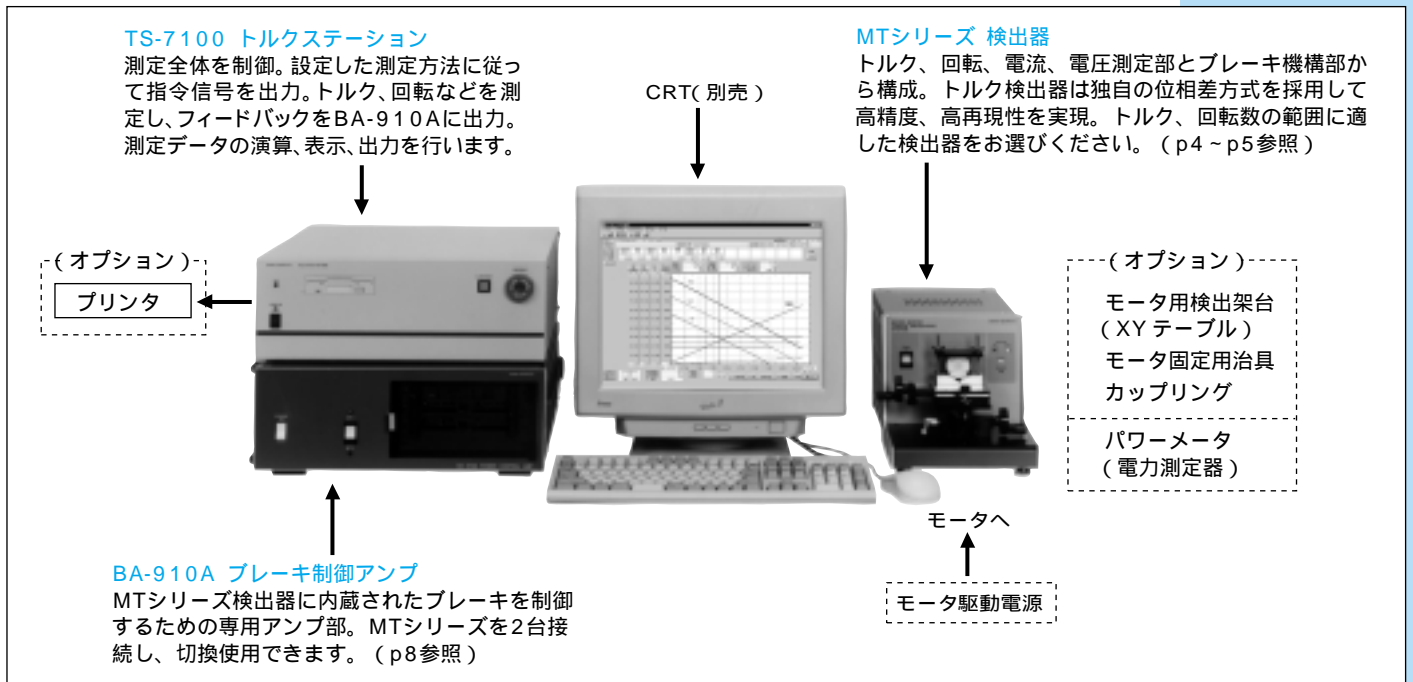 TS-7100 トルクステーション
測定全体を制御。設定した測定方法に従っ
て指令信号を出力。トルク、回転などを測
定し、フィードバックをBA-910Aに出力。
測定データの演算、表示、出力を行います。
CRT(別売)
MTシリーズ 検出器
トルク、回転、電流、電圧測定部とブレーキ機構部か
ら構成。トルク検出器は独自の位相差方式を採用して
高精度、高再現性を実現。トルク、回転数の範囲に適
した検出器をお選びください。(p4~p5参照)
(オプション)
プリンタ
(オプション)
モータ用検出架台
(XYテーブル)
モータ固定用治具
カップリング
パワーメータ
(電力測定器)
モータへ
モータ駆動電源
BA-910A ブレーキ制御アンプ
MTシリーズ検出器に内蔵されたブレーキを制御
するための専用アンプ部。MTシリーズを2台接
続し、切換使用できます。(p8参照)